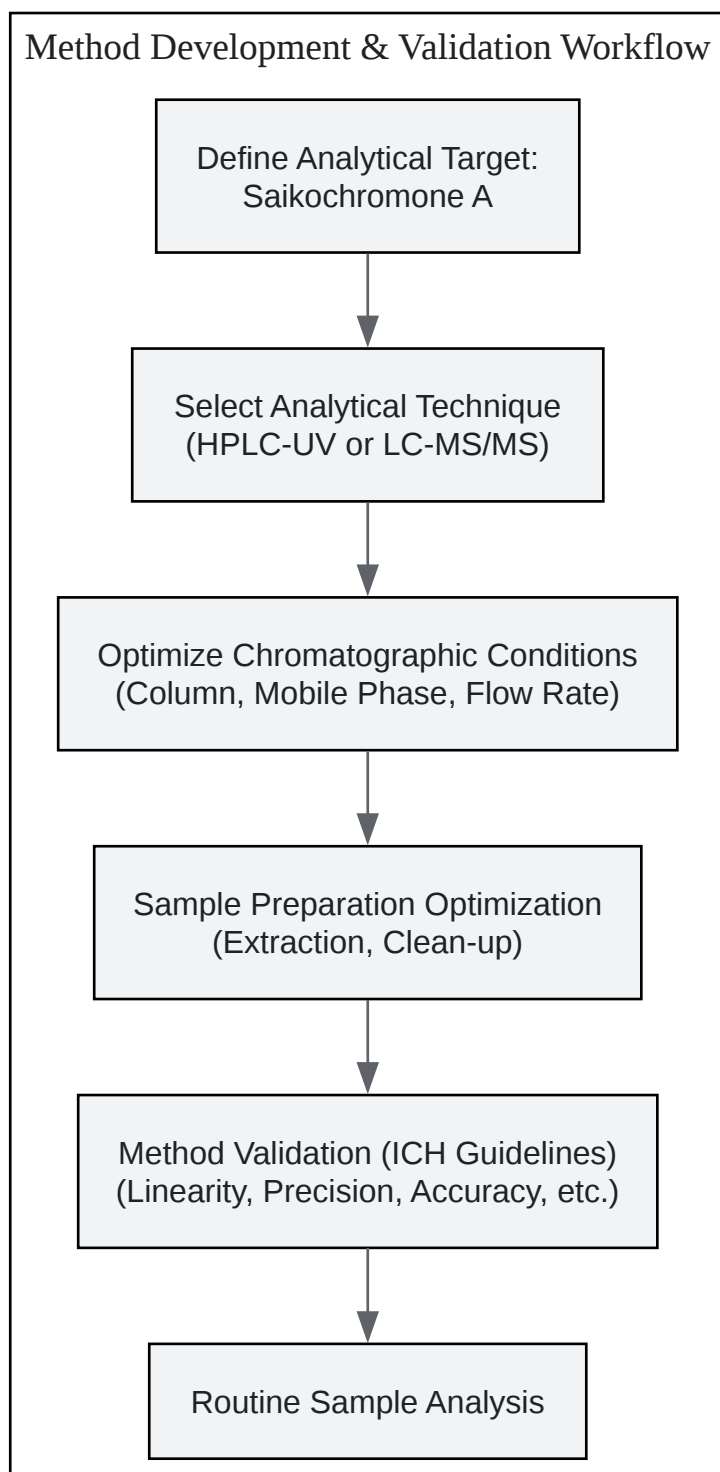 Method Development & Validation Workflow
Define Analytical Target:
Saikochromone A
Select Analytical Technique
(HPLC-UV or LC-MS/MS)
Optimize Chromatographic Conditions
(Column, Mobile Phase, Flow Rate)
Sample Preparation Optimization
(Extraction, Clean-up)
Method Validation (ICH Guidelines)
(Linearity, Precision, Accuracy, etc.)
Routine Sample Analysis